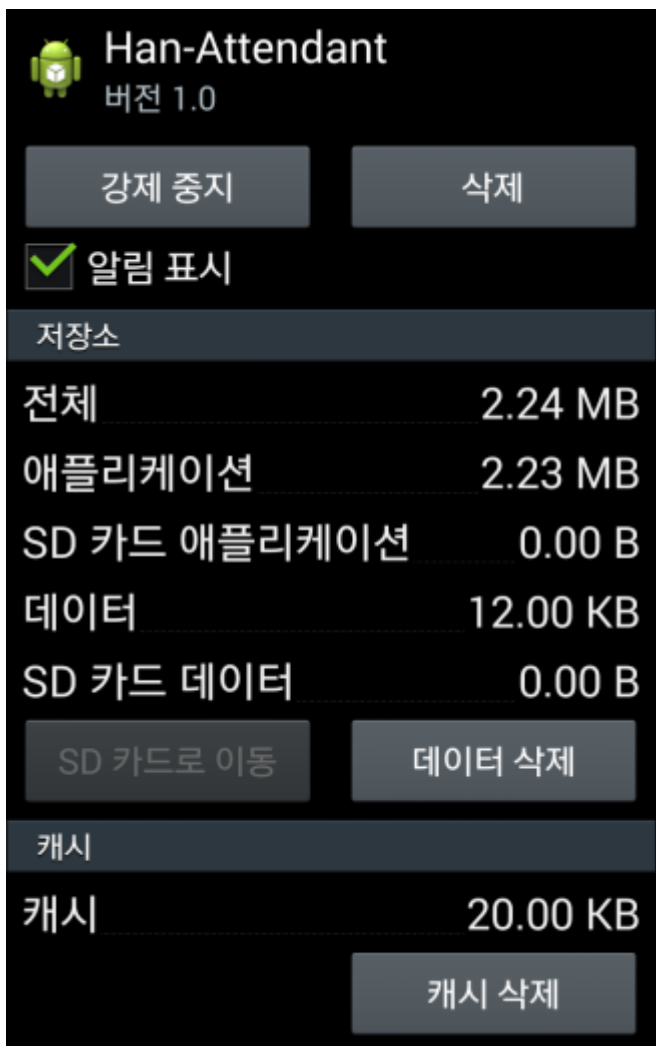 Han-Attendant
버전 1.0
강제 중지 삭제
알림 표시
저장소
전체 2.24 MB
애플리케이션 2.23 MB
SD 카드 애플리케이션 0.00 B
데이터 12.00 KB
SD 카드 데이터 0.00 B
SD 카드로 이동 데이터 삭제
캐시
캐시 20.00 KB
캐시 삭제